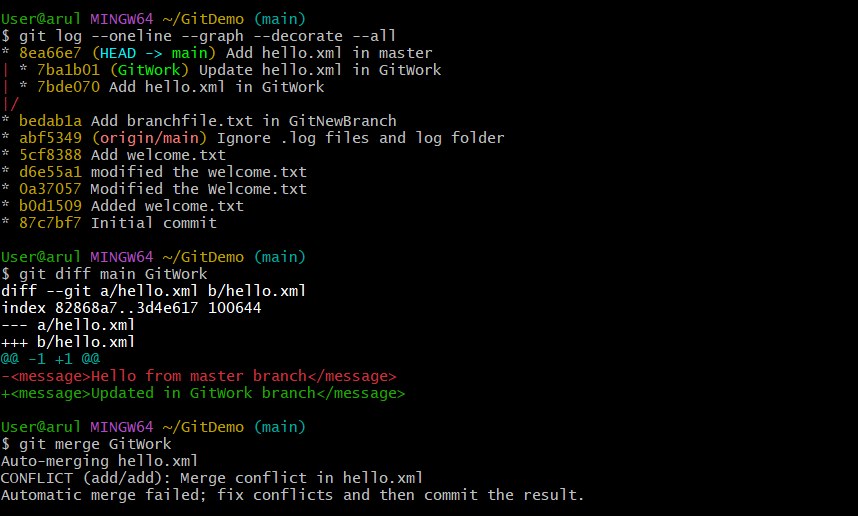 User@arul MINGW64 ~/GitDemo (main)
$ git log --oneline --graph --decorate --all
* 8ea66e7 (HEAD -> main) Add hello.xml in master
| * 7ba1b01 (GitWork) Update hello.xml in GitWork
| * 7bde070 Add hello.xml in GitWork
|/
* bedab1a Add branchfile.txt in GitNewBranch
* abf5349 (origin/main) Ignore .log files and log folder
* 5cf8388 Add welcome.txt
* d6e55a1 modified the welcome.txt
* 0a37057 Modified the Welcome.txt
* b0d1509 Added welcome.txt
* 87c7bf7 Initial commit

User@arul MINGW64 ~/GitDemo (main)
$ git diff main GitWork
diff --git a/hello.xml b/hello.xml
index 82868a7..3d4e617 100644
--- a/hello.xml
+++ b/hello.xml
@@ -1 +1 @@
-<message>Hello from master branch</message>
+<message>Updated in GitWork branch</message>

User@arul MINGW64 ~/GitDemo (main)
$ git merge GitWork
Auto-merging hello.xml
CONFLICT (add/add): Merge conflict in hello.xml
Automatic merge failed; fix conflicts and then commit the result.